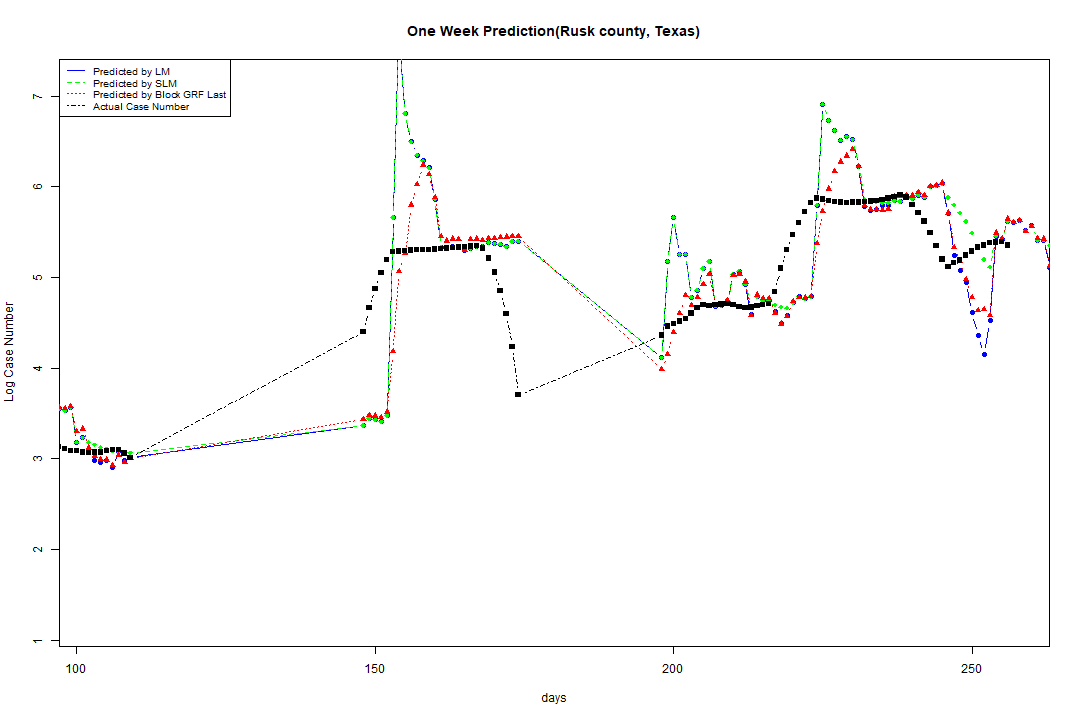 One Week Prediction(Rusk county, Texas)
Predicted by LM
Predicted by SLM
Predicted by Block GRF Last
Actual Case Number
7
6
5
4
3
2
1
Log Case Number
100 150 200 250
days